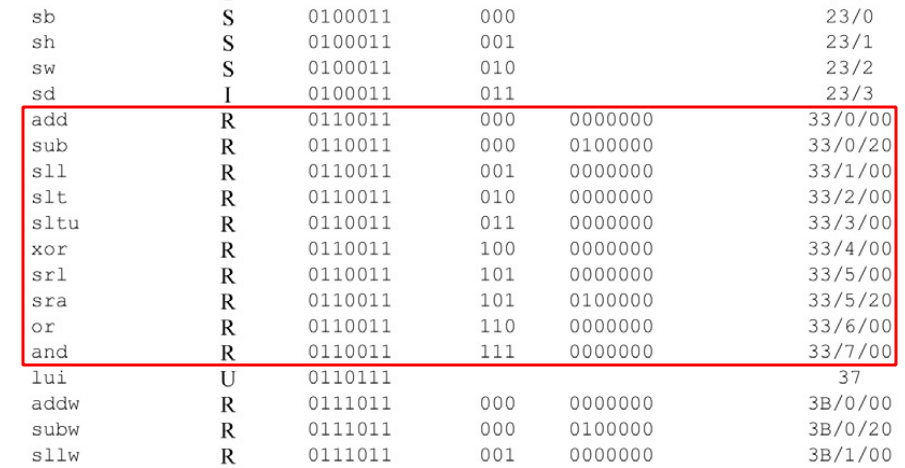 sb S 0100011 000 23/0
sh S 0100011 001 23/1
sw S 0100011 010 23/2
sd I 0100011 011 23/3
add R 0110011 000 0000000 33/0/00
sub R 0110011 000 0100000 33/0/20
sll R 0110011 001 0000000 33/1/00
slt R 0110011 010 0000000 33/2/00
sltu R 0110011 011 0000000 33/3/00
xor R 0110011 100 0000000 33/4/00
srl R 0110011 101 0000000 33/5/00
sra R 0110011 101 0100000 33/5/20
or R 0110011 110 0000000 33/6/00
and R 0110011 111 0000000 33/7/00
lui U 0110111 37
addw R 0111011 000 0000000 3B/0/00
subw R 0111011 000 0100000 3B/0/20
sllw R 0111011 001 0000000 3B/1/00